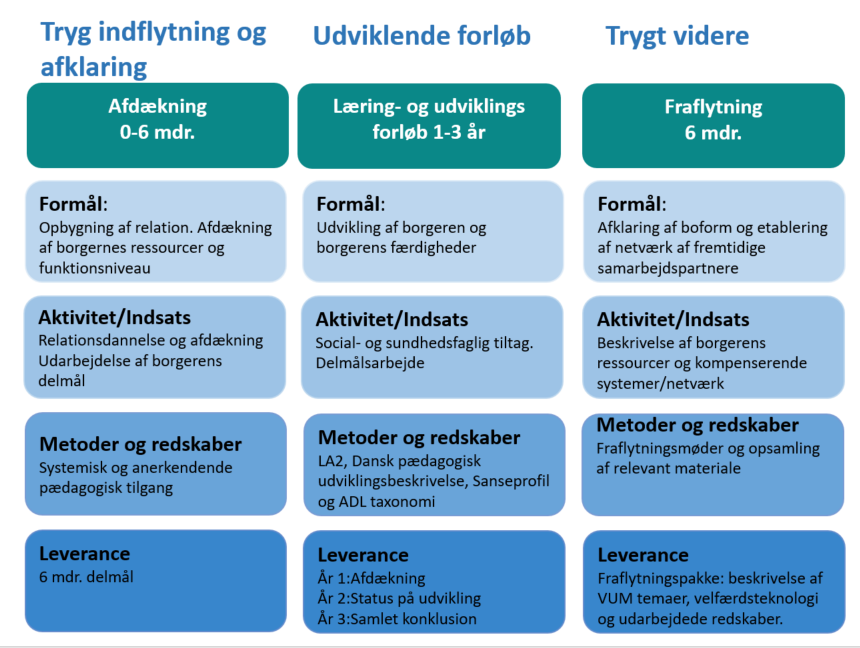 Tryg indflytning og
afklaring
Afdækning
0-6 mdr.
Formål:
Opbygning af relation. Afdækning
af borgernes ressourcer og
funktionsniveau
Aktivitet/Indsats
Relationsdannelse og afdækning
Udarbejdelse af borgerens
delmål
Metoder og redskaber
Systemisk og anerkendende
pædagogisk tilgang
Leverance
6 mdr. delmål
Udviklende forløb
Læring- og udviklings
forløb 1-3 år
Formål:
Udvikling af borgeren og
borgerens færdigheder
Aktivitet/Indsats
Social- og sundhedsfaglig tiltag.
Delmålsarbejde
Metoder og redskaber
LA2, Dansk pædagogisk
udviklingsbeskrivelse, Sanseprofil
og ADL taxonomi
Leverance
År 1:Afdækning
År 2:Status på udvikling
År 3:Samlet konklusion
Trygt videre
Fraflytning
6 mdr.
Formål:
Afklaring af boform og etablering
af netværk af fremtidige
samarbejdspartnere
Aktivitet/Indsats
Beskrivelse af borgerens
ressourcer og kompenserende
systemer/netværk
Metoder og redskaber
Fraflytningsmøder og opsamling
af relevant materiale
Leverance
Fraflytningspakke: beskrivelse af
VUM temaer, velfærdsteknologi
og udarbejdede redskaber.